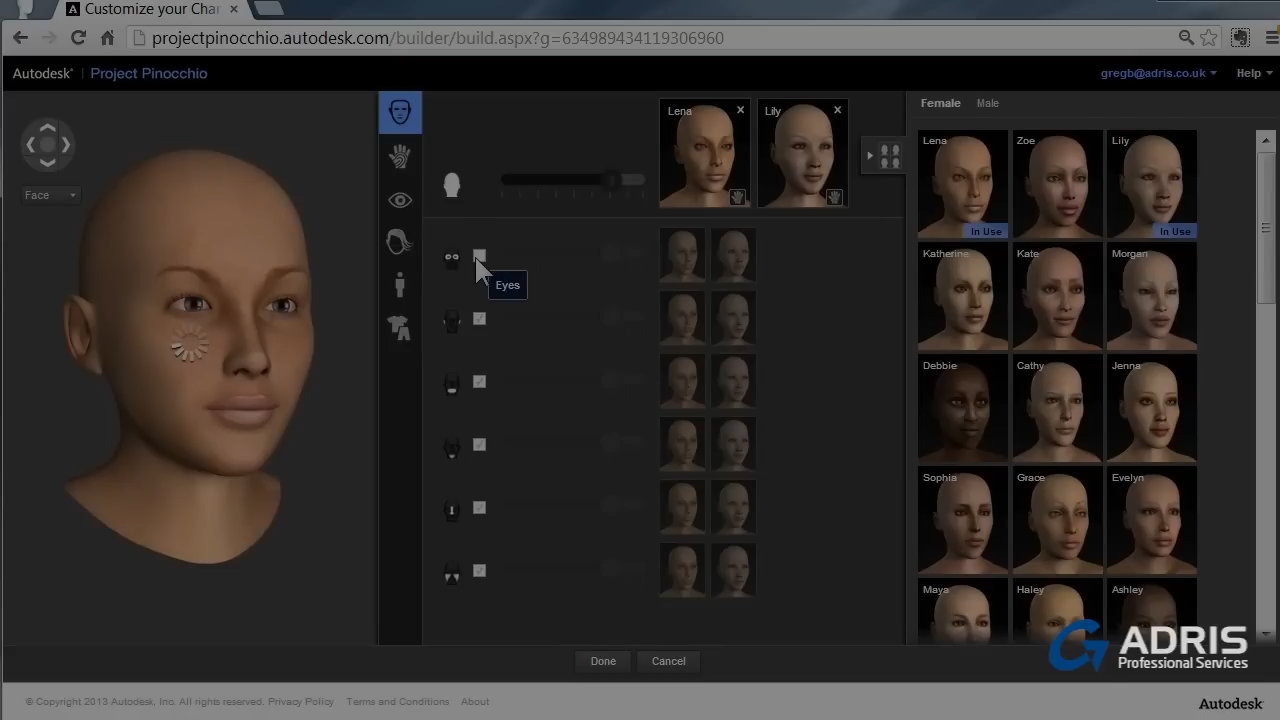 A Customize your Char
projectpinocchio.autodesk.com/builder/build.aspx?g=634989434119306960
Autodesk | Project Pinocchio
gregb@adris.co.uk
Help
Female
Male
Face
Lena
Lily
Lena
In Use
Zoe
Lily
In Use
Eyes
Katherine
Kate
Morgan
Debbie
Cathy
Jenna
Sophia
Grace
Evelyn
Maya
Haley
Ashley
ADRIS
Professional Services
Done
Cancel
© Copyright 2013 Autodesk, Inc. All rights reserved. Privacy Policy Terms and Conditions About
Autodesk